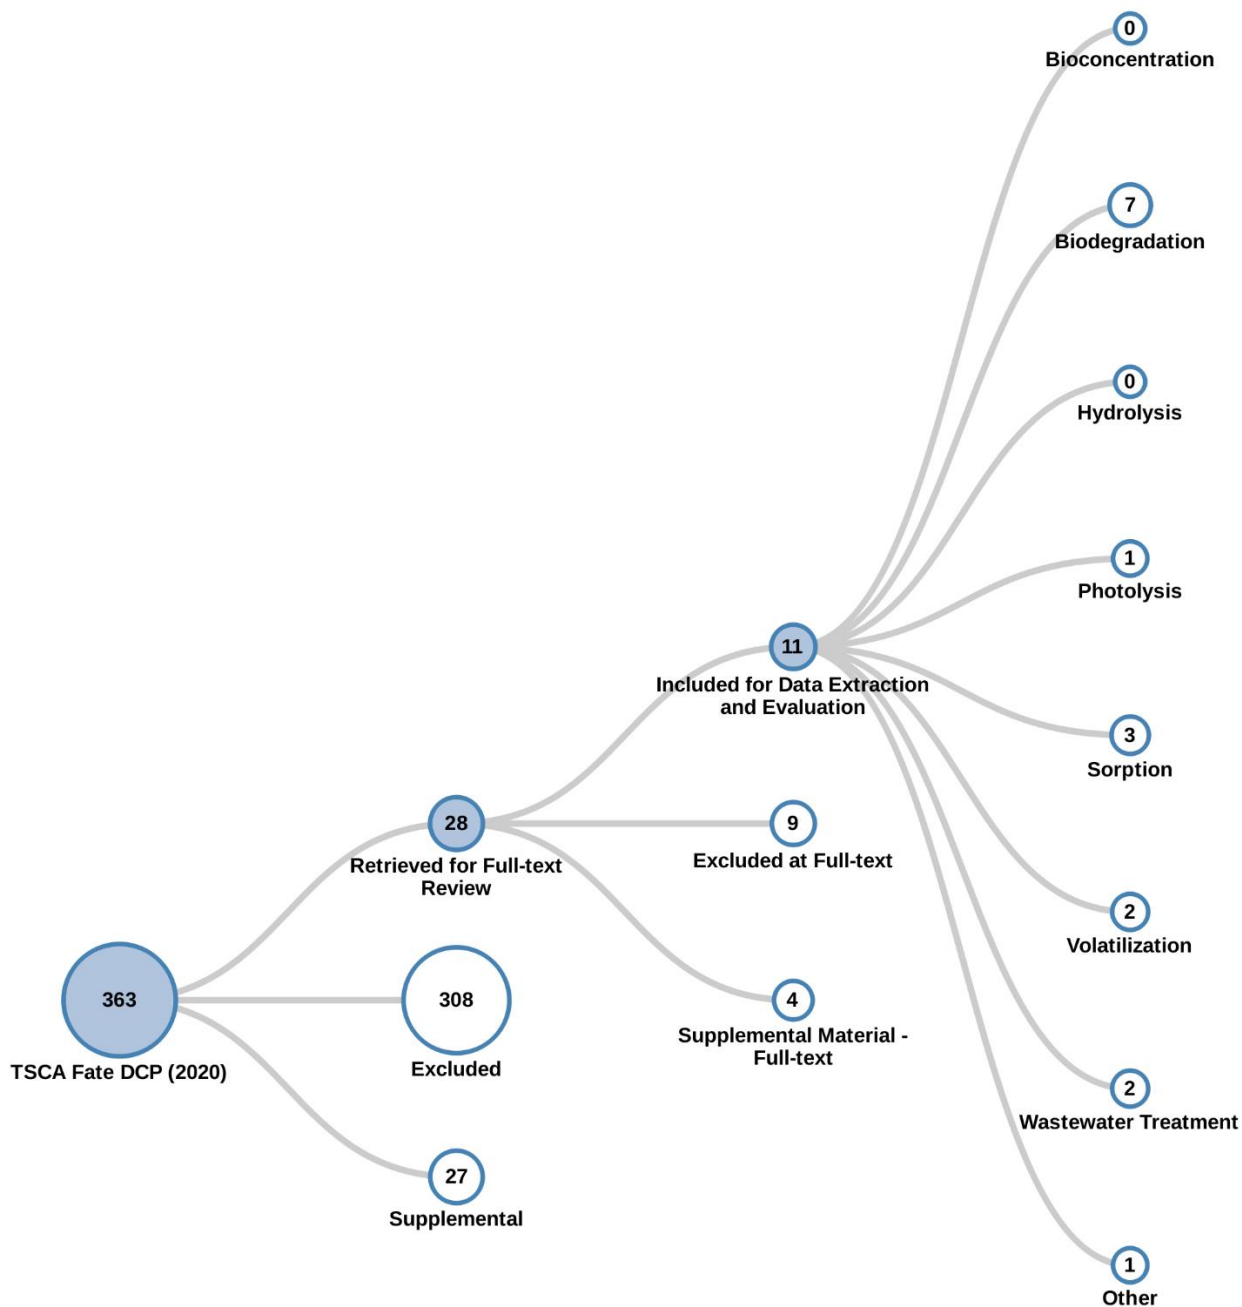 0
Bioconcentration
7
Biodegradation
0
Hydrolysis
1
Photolysis
11
Included for Data Extraction
and Evaluation
3
Sorption
28
Retrieved for Full-text
Review
9
Excluded at Full-text
2
Volatilization
363
TSCA Fate DCP (2020)
308
Excluded
4
Supplemental Material -
Full-text
2
Wastewater Treatment
27
Supplemental
1
Other